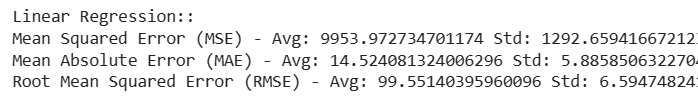 Linear Regression::
Mean Squared Error (MSE) - Avg: 9953.972734701174 Std: 1292.659416672123
Mean Absolute Error (MAE) - Avg: 14.524081324006296 Std: 5.885850632270
Root Mean Squared Error (RMSE) - Avg: 99.55140395960096 Std: 6.59474824